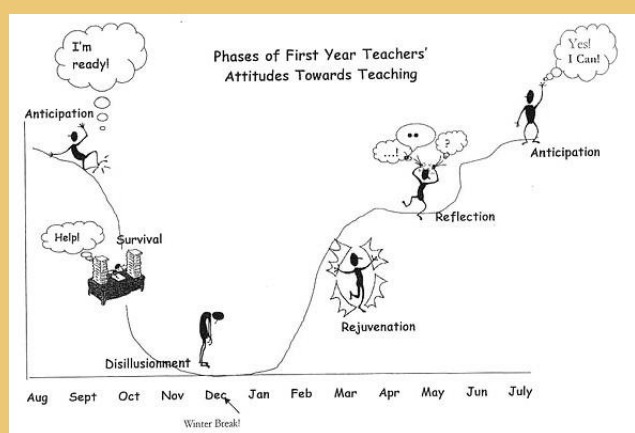 Phases of First Year Teachers'
Attitudes Towards Teaching
I'm
ready!
Anticipation
Help!
Survival
Disillusionment
Rejuvenation
...!
?
Reflection
Yes!
I Can!
Anticipation
Aug Sept Oct Nov Dec Jan Feb Mar Apr May Jun July
Winter Break!